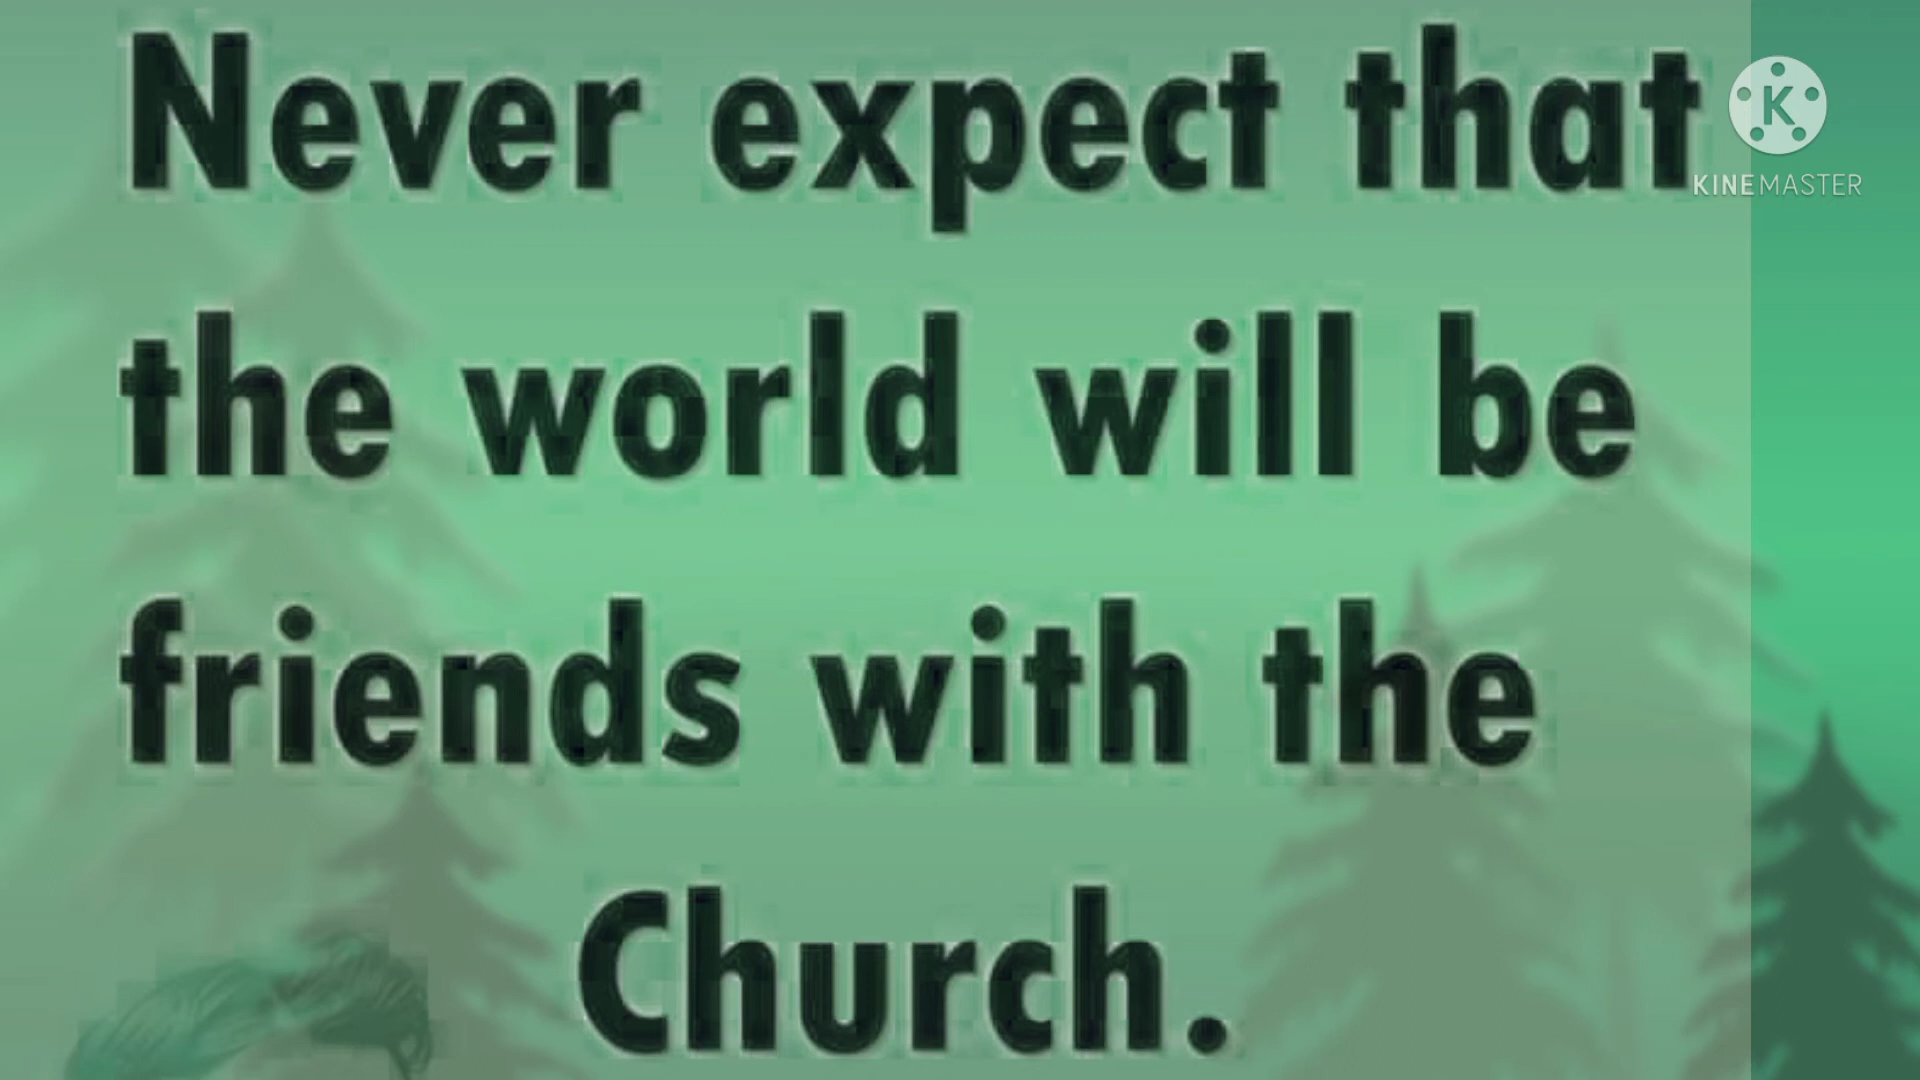 Never expect that
the world will be
friends with the
Church.
K
KINEMASTER